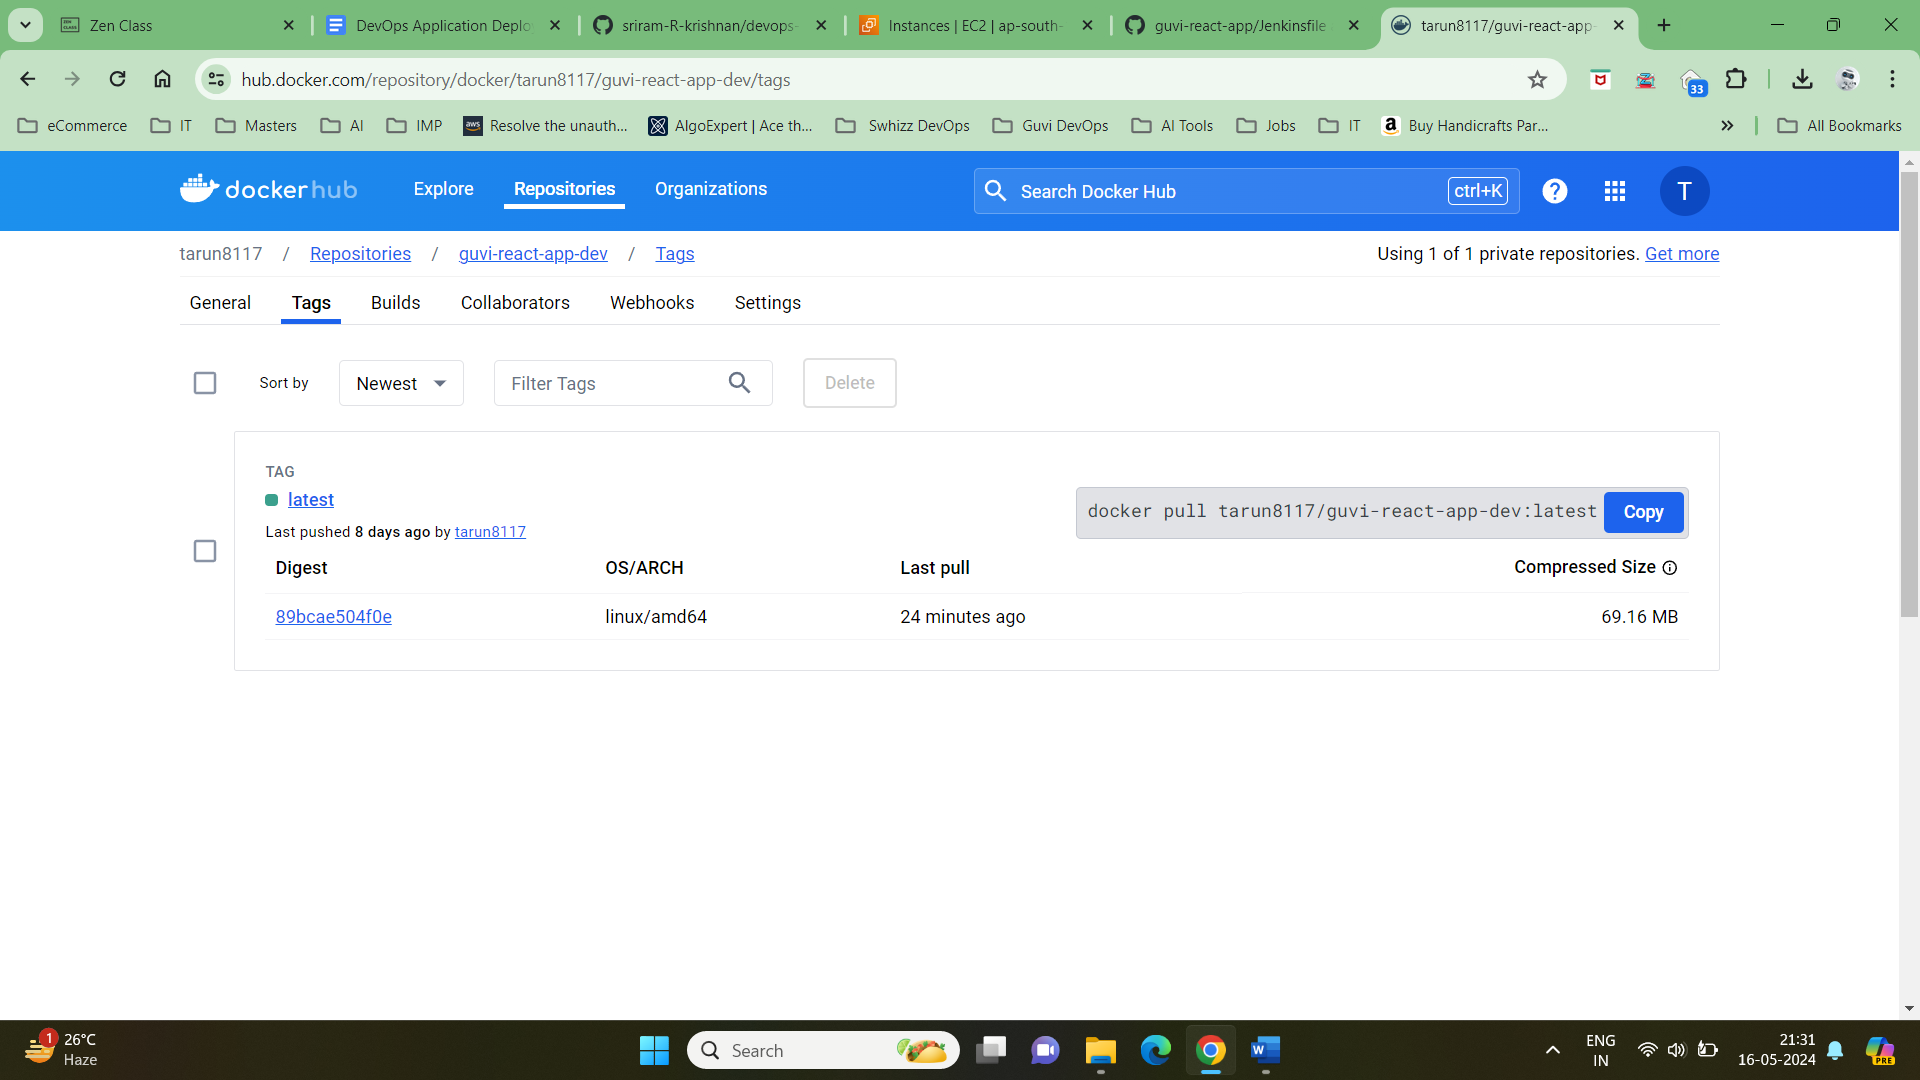 Zen Class
DevOps Application Deplo
sriram-R-krishnan/devops-
Instances | EC2 | ap-south-
guvi-react-app/Jenkinsfile
tarun8117/guvi-react-app-
hub.docker.com/repository/docker/tarun8117/guvi-react-app-dev/tags
33
eCommerce
IT
Masters
AI
IMP
aws
Resolve the unauth...
AlgoExpert | Ace th...
Swhizz DevOps
Guvi DevOps
AI Tools
Jobs
IT
Buy Handicrafts Par...
All Bookmarks
dockerhub
Explore
Repositories
Organizations
Search Docker Hub
ctrl+K
T
tarun8117 / Repositories / guvi-react-app-dev / Tags
Using 1 of 1 private repositories. Get more
General
Tags
Builds
Collaborators
Webhooks
Settings
Sort by
Newest
Filter Tags
Delete
TAG
latest
docker pull tarun8117/guvi-react-app-dev:latest
Copy
Last pushed 8 days ago by tarun8117
Digest
OS/ARCH
Last pull
Compressed Size
89bcae504f0e
linux/amd64
24 minutes ago
69.16 MB
1
26°C
Haze
Search
ENG
IN
21:31
16-05-2024
PRE